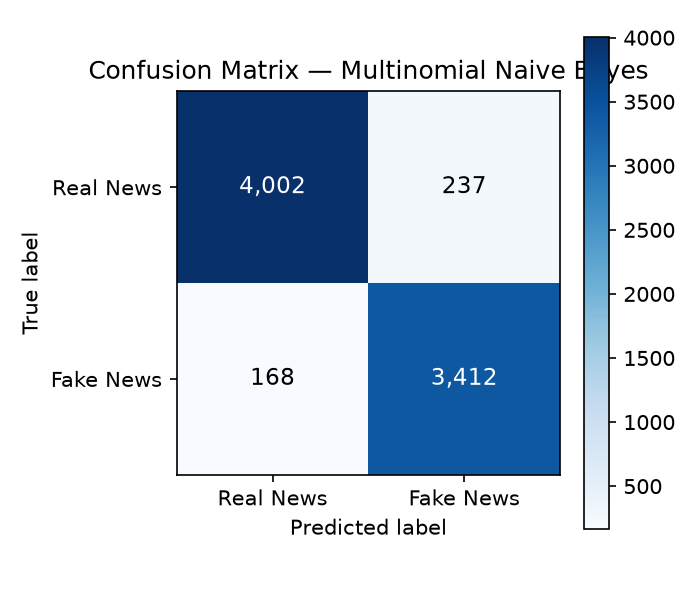 Confusion Matrix — Multinomial Naive Bayes
4000
3500
3000
2500
2000
1500
1000
500
True label
Real News
4,002
237
Fake News
168
3,412
Real News
Fake News
Predicted label